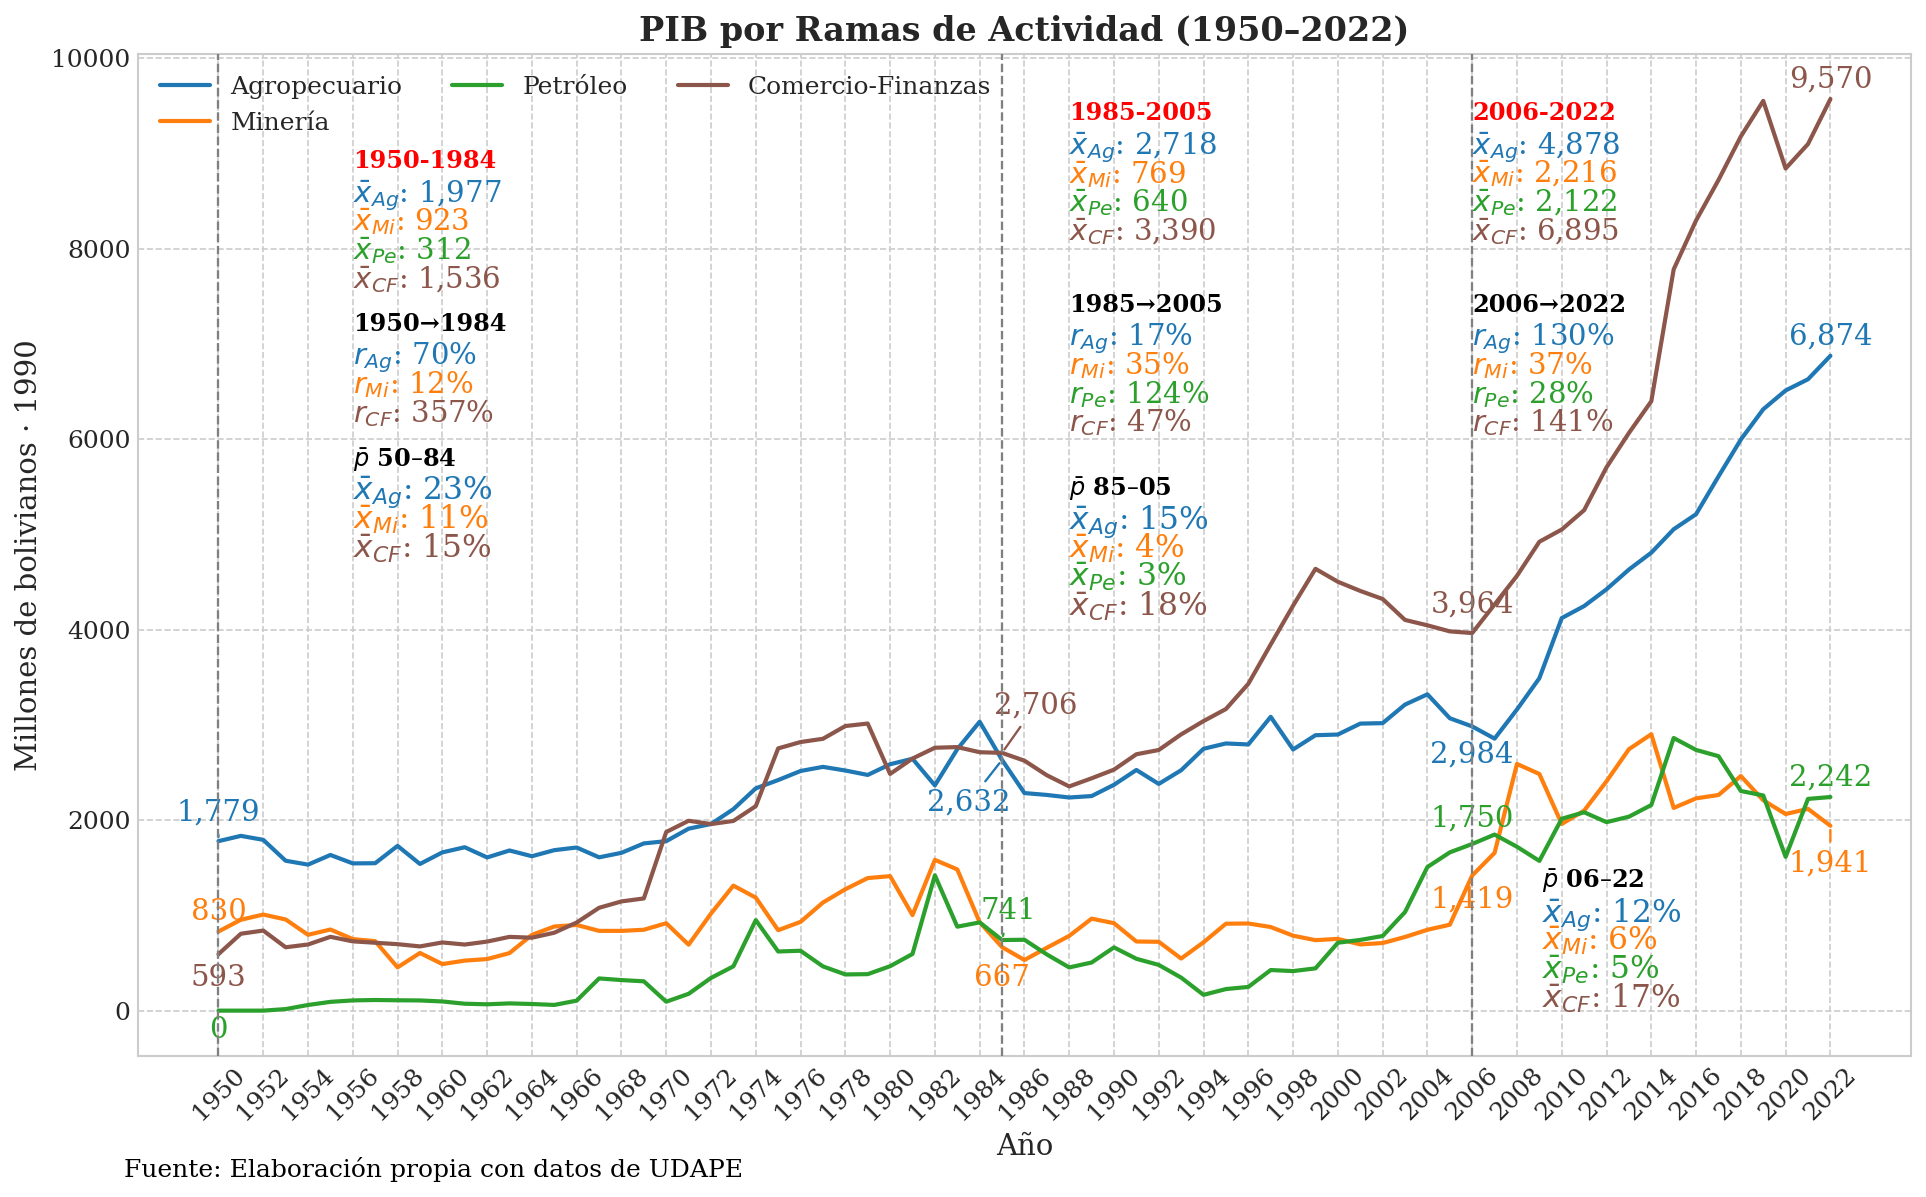 PIB por Ramas de Actividad (1950–2022)
Agropecuario
Minería
Petróleo
Comercio-Finanzas
Millones de bolivianos · 1990
10000
8000
6000
4000
2000
0
1950-1984
x̄Ag: 1,977
x̄Mi: 923
x̄Pe: 312
x̄CF: 1,536
1950→1984
rAg: 70%
rMi: 12%
rCF: 357%
p̄ 50–84
x̄Ag: 23%
x̄Mi: 11%
x̄CF: 15%
1985-2005
x̄Ag: 2,718
x̄Mi: 769
x̄Pe: 640
x̄CF: 3,390
1985→2005
rAg: 17%
rMi: 35%
rPe: 124%
rCF: 47%
p̄ 85–05
x̄Ag: 15%
x̄Mi: 4%
x̄Pe: 3%
x̄CF: 18%
2006-2022
x̄Ag: 4,878
x̄Mi: 2,216
x̄Pe: 2,122
x̄CF: 6,895
2006→2022
rAg: 130%
rMi: 37%
rPe: 28%
rCF: 141%
p̄ 06–22
x̄Ag: 12%
x̄Mi: 6%
x̄Pe: 5%
x̄CF: 17%
1,779
830
593
0
2,706
2,632
741
667
3,964
2,984
1,750
1,419
9,570
6,874
2,242
1,941
1950
1952
1954
1956
1958
1960
1962
1964
1966
1968
1970
1972
1974
1976
1978
1980
1982
1984
1986
1988
1990
1992
1994
1996
1998
2000
2002
2004
2006
2008
2010
2012
2014
2016
2018
2020
2022
Año
Fuente: Elaboración propia con datos de UDAPE